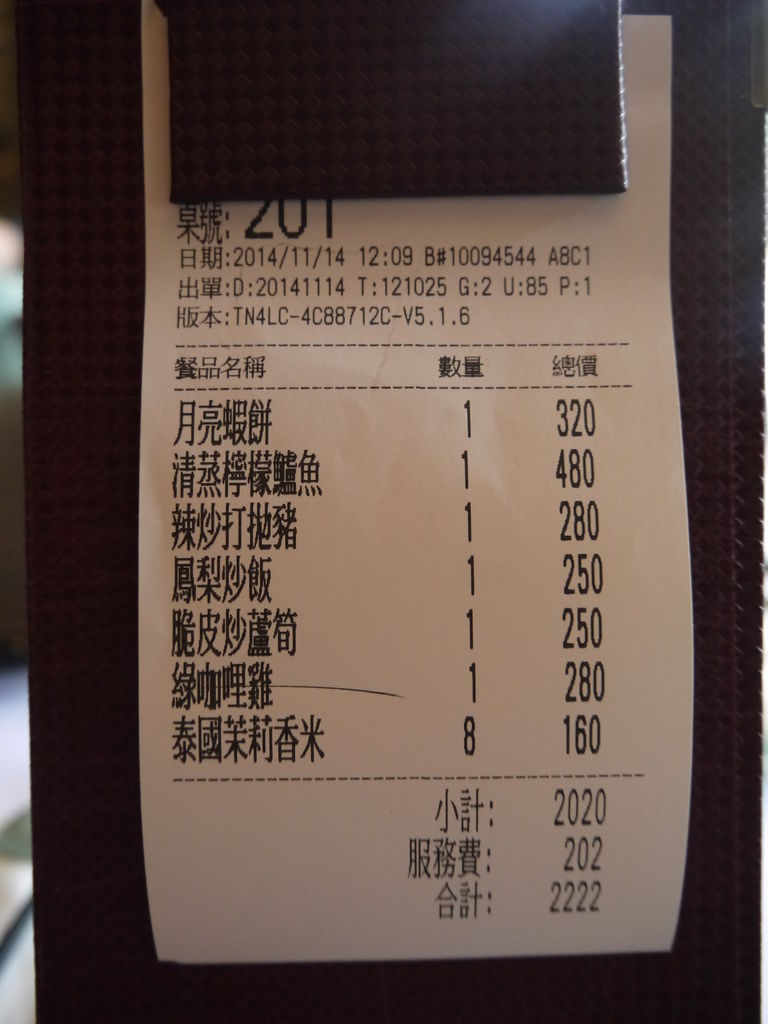 桌號: 201
日期:2014/11/14 12:09 B#10094544 A8C1
出單:D:20141114 T:121025 G:2 U:85 P:1
版本:TN4LC-4C88712C-V5.1.6
餐品名稱 數量 總價
月亮蝦餅 1 320
清蒸檸檬鱸魚 1 480
辣炒打拋豬 1 280
鳳梨炒飯 1 250
脆皮炒蘆筍 1 250
綠咖哩雞 1 280
泰國茉莉香米 8 160
小計: 2020
服務費: 202
合計: 2222